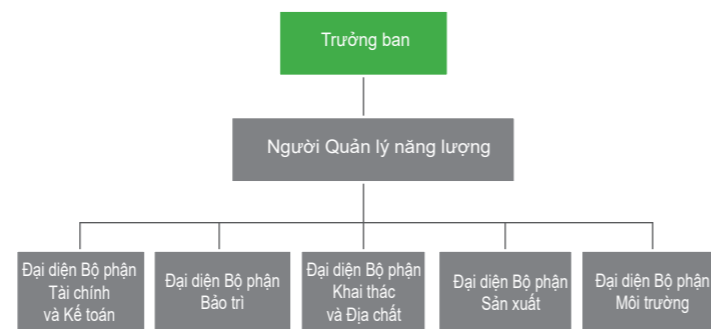 Trưởng ban
Người Quản lý năng lượng
Đại diện Bộ phận
Tài chính
và Kế toán
Đại diện Bộ phận
Bảo trì
Đại diện Bộ phận
Khai thác
và Địa chất
Đại diện Bộ phận
Sản xuất
Đại diện Bộ phận
Môi trường